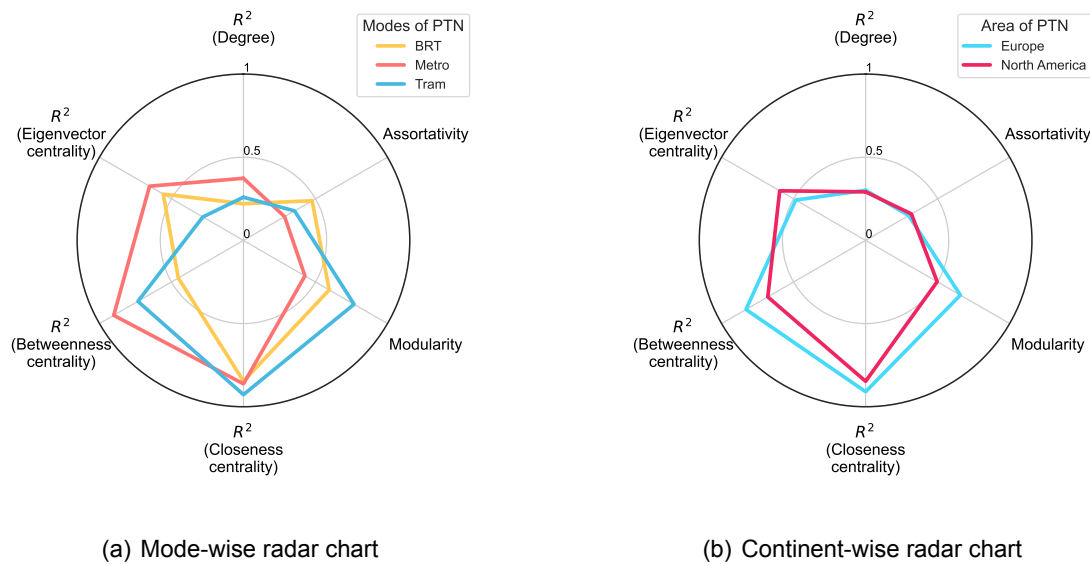 R²
(Degree)
Modes of PTN
BRT
Metro
Tram
1
R²
(Eigenvector
centrality)
Assortativity
0.5
0
R²
(Betweenness
centrality)
Modularity
R²
(Closeness
centrality)
(a) Mode-wise radar chart
R²
(Degree)
Area of PTN
Europe
North America
1
R²
(Eigenvector
centrality)
Assortativity
0.5
0
R²
(Betweenness
centrality)
Modularity
R²
(Closeness
centrality)
(b) Continent-wise radar chart